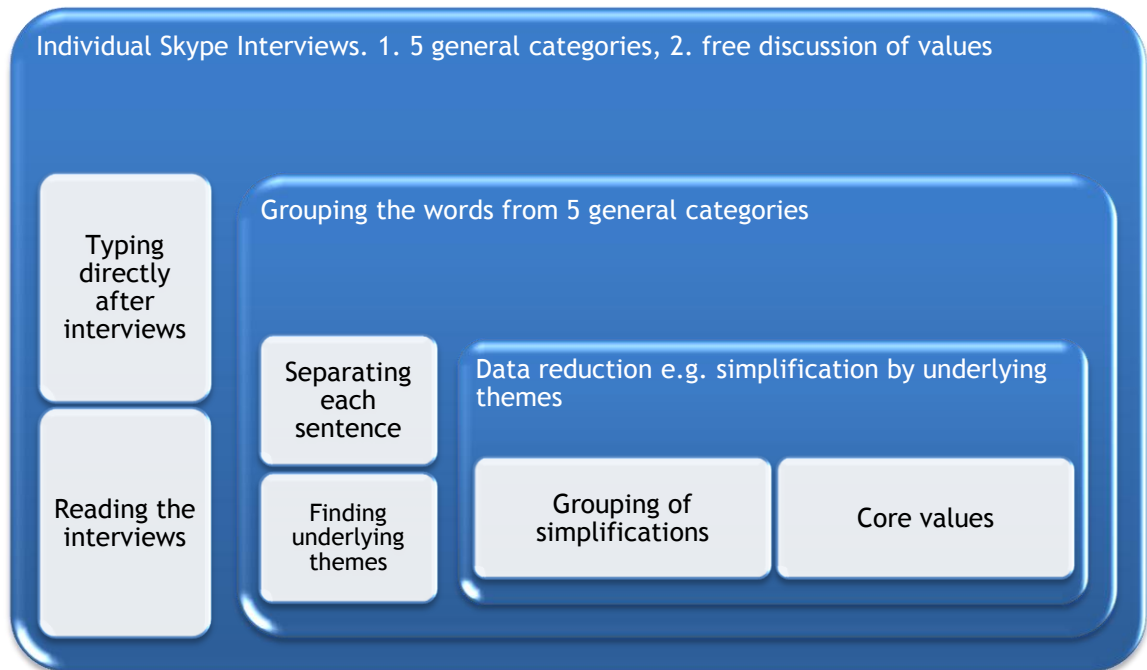 Individual Skype Interviews. 1. 5 general categories, 2. free discussion of values
Typing
directly
after
interviews
Reading the
interviews
Grouping the words from 5 general categories
Separating
each
sentence
Finding
underlying
themes
Data reduction e.g. simplification by underlying
themes
Grouping of
simplifications
Core values